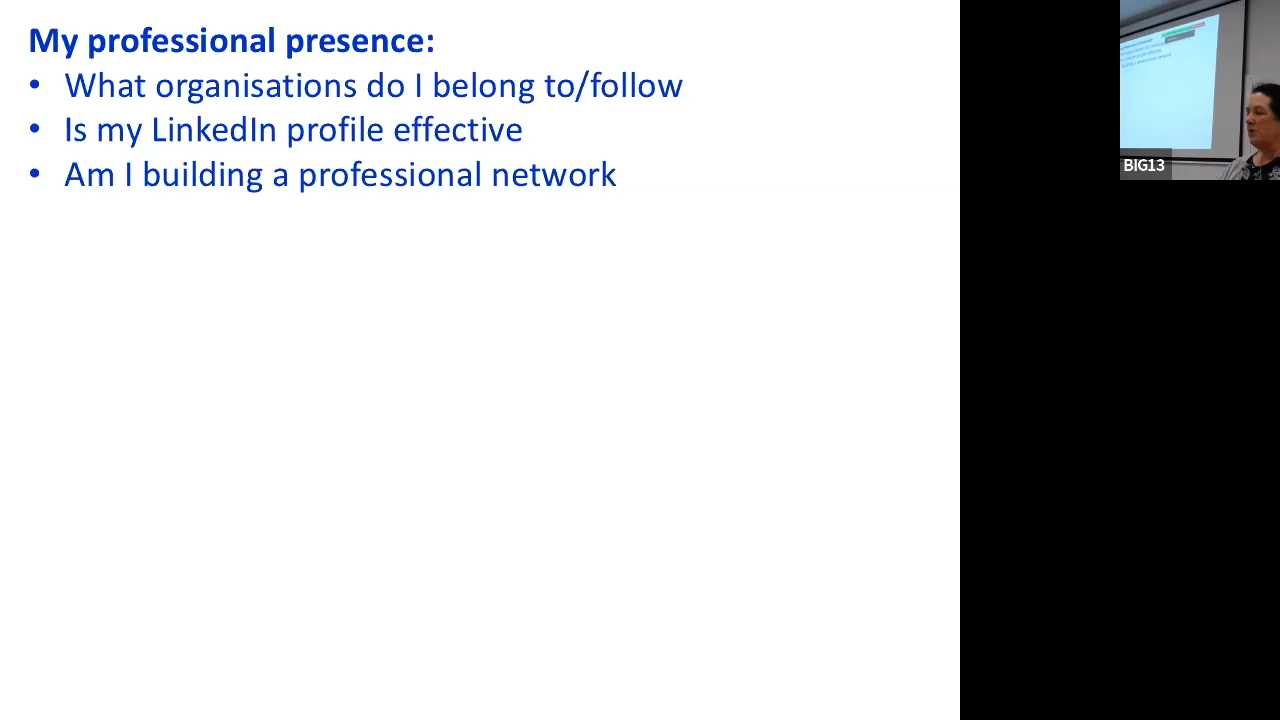 My professional presence:
• What organisations do I belong to/follow
• Is my LinkedIn profile effective
• Am I building a professional network
BIG13